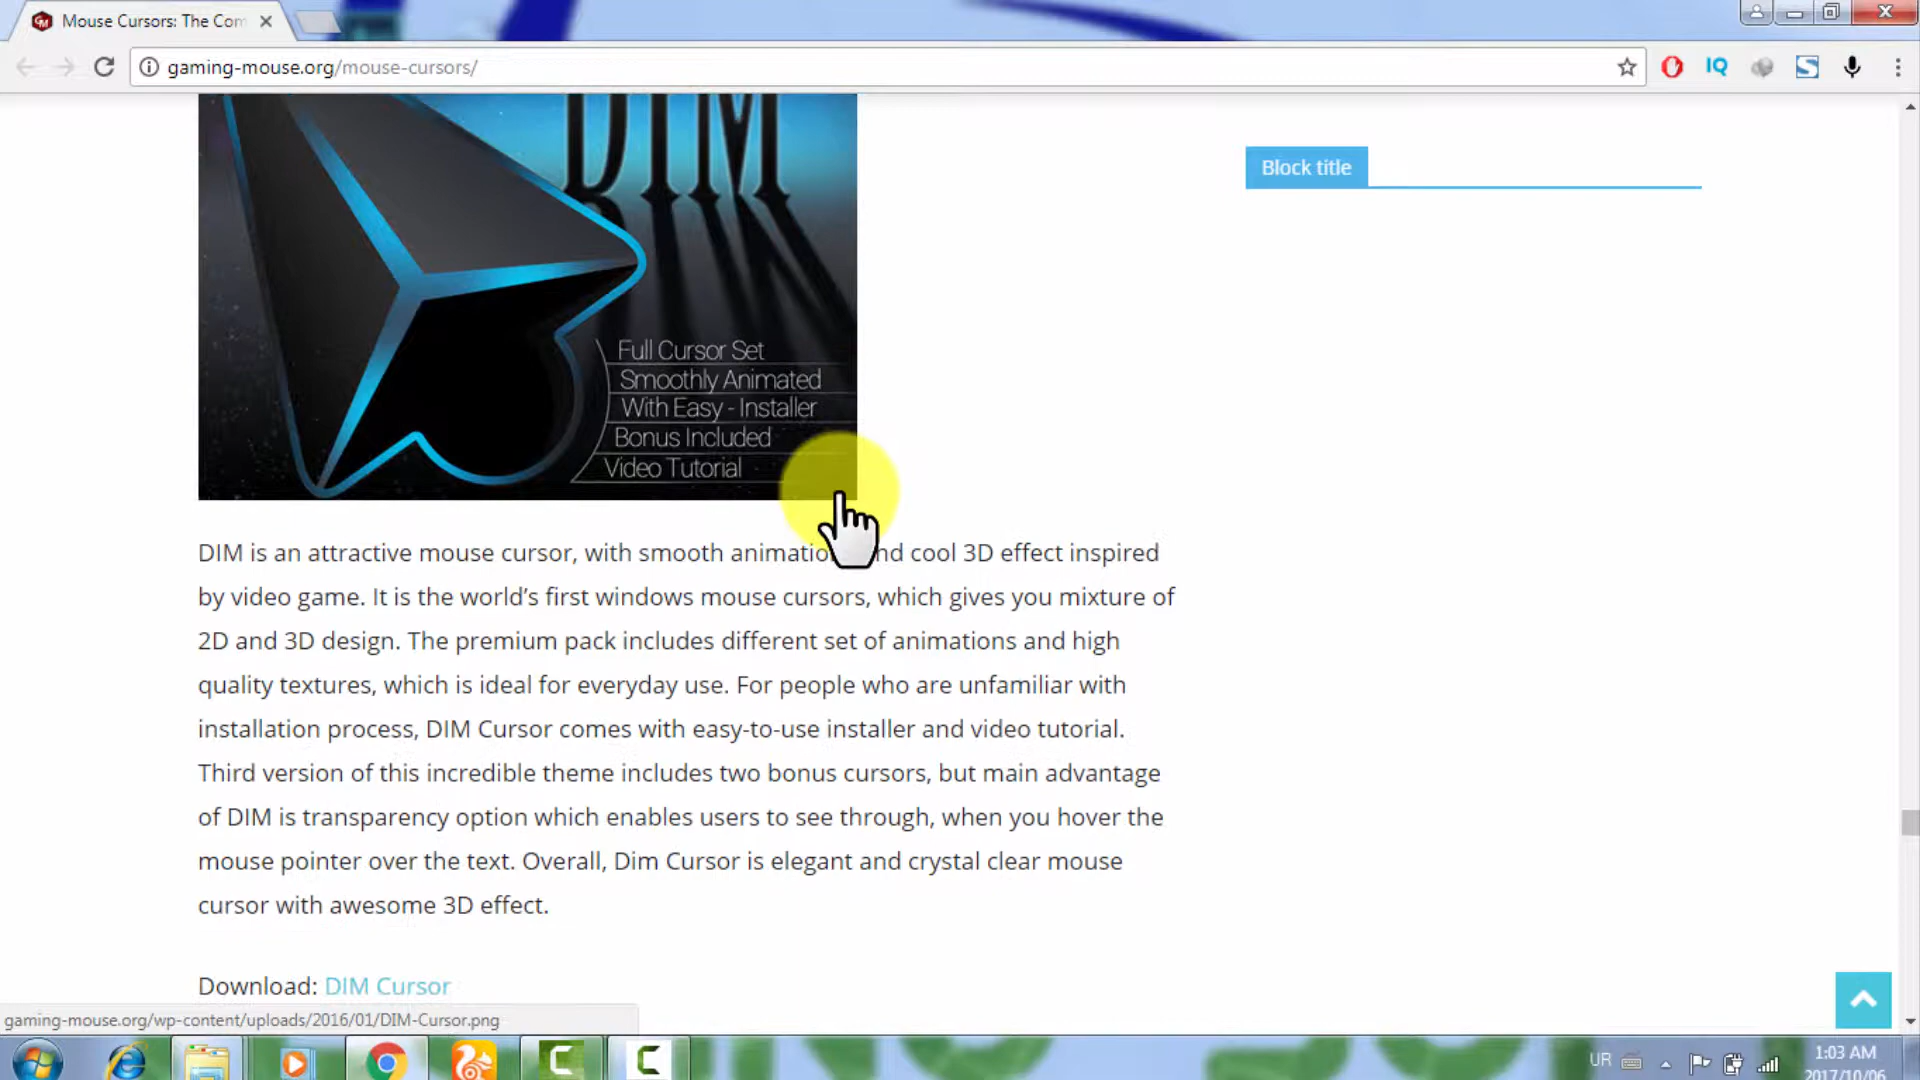 Mouse Cursors: The Com
gaming-mouse.org/mouse-cursors/
IQ
S
DIM
Block title
Full Cursor Set
Smoothly Animated
With Easy - Installer
Bonus Included
Video Tutorial
DIM is an attractive mouse cursor, with smooth animation nd cool 3D effect inspired
by video game. It is the world's first windows mouse cursors, which gives you mixture of
2D and 3D design. The premium pack includes different set of animations and high
quality textures, which is ideal for everyday use. For people who are unfamiliar with
installation process, DIM Cursor comes with easy-to-use installer and video tutorial.
Third version of this incredible theme includes two bonus cursors, but main advantage
of DIM is transparency option which enables users to see through, when you hover the
mouse pointer over the text. Overall, Dim Cursor is elegant and crystal clear mouse
cursor with awesome 3D effect.
Download: DIM Cursor
gaming-mouse.org/wp-content/uploads/2016/01/DIM-Cursor.png
UR
1:03 AM
2017/10/06